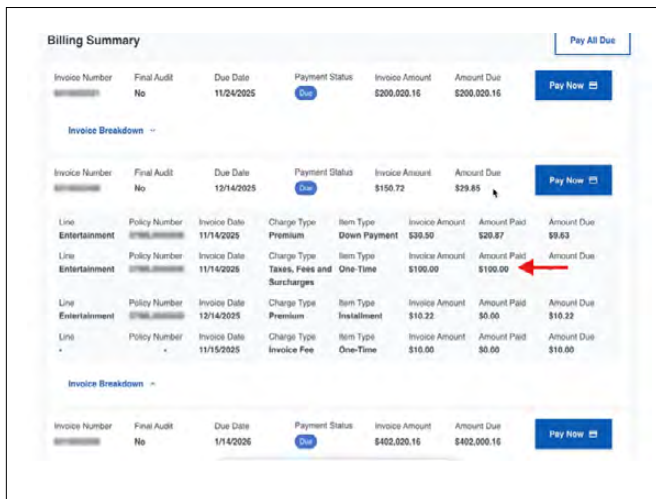 Billing Summary
Pay All Due
Invoice Number Final Audit Due Date Payment Status Invoice Amount Amount Due
No 11/24/2025 Due $200,020.16 $200,020.16 Pay Now
Invoice Breakdown
Invoice Number Final Audit Due Date Payment Status Invoice Amount Amount Due
No 12/14/2025 Due $150.72 $29.85 Pay Now
Line Policy Number Invoice Date Charge Type Item Type Invoice Amount Amount Paid Amount Due
Entertainment 11/14/2025 Premium Down Payment $30.50 $20.87 $9.63
Line Policy Number Invoice Date Charge Type Item Type Invoice Amount Amount Paid Amount Due
Entertainment 11/14/2025 Taxes, Fees and One-Time $100.00 $100.00
Surcharges
Line Policy Number Invoice Date Charge Type Item Type Invoice Amount Amount Paid Amount Due
Entertainment 12/14/2025 Premium Installment $10.22 $0.00 $10.22
Line Policy Number Invoice Date Charge Type Item Type Invoice Amount Amount Paid Amount Due
- - 11/15/2025 Invoice Fee One-Time $10.00 $0.00 $10.00
Invoice Breakdown
Invoice Number Final Audit Due Date Payment Status Invoice Amount Amount Due
No 1/14/2026 Due $402,020.16 $402,000.16 Pay Now